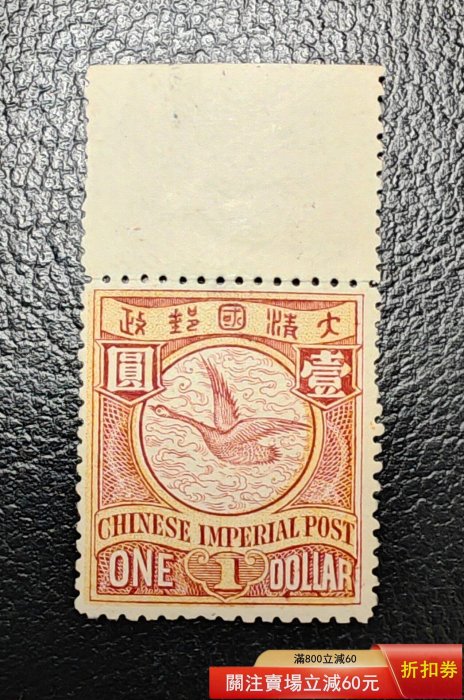 大清國郵政
壹圓
CHINESE IMPERIAL POST
ONE 1 DOLLAR
滿800立減60
關注賣場立減60元
折扣券